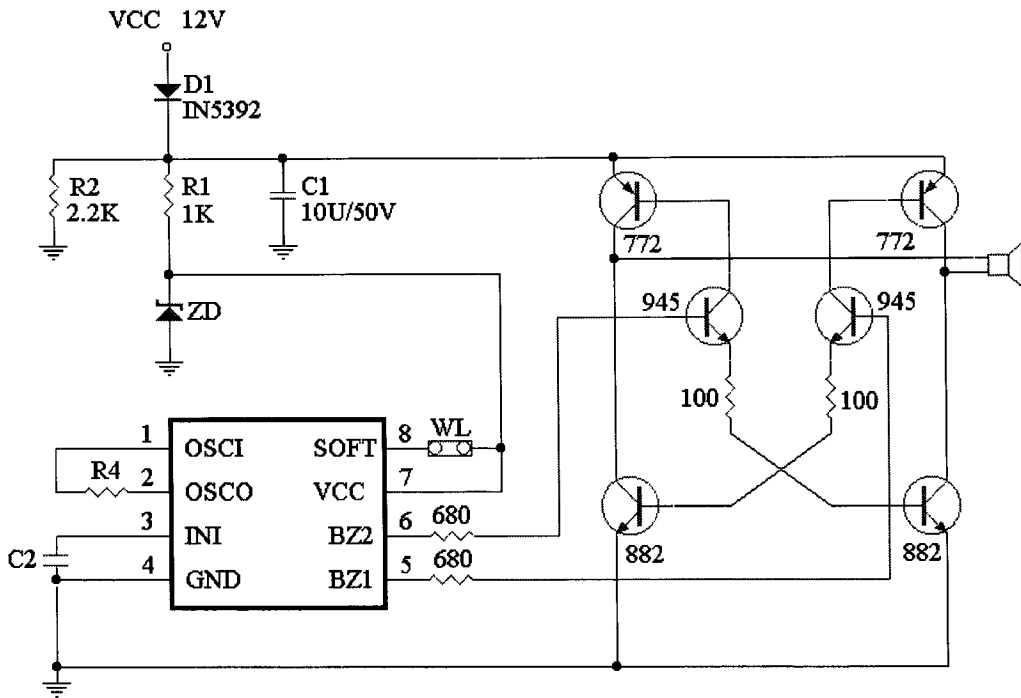 VCC 12V
D1
IN5392
R2
2.2K
R1
1K
C1
10U/50V
772
772
ZD
945
945
100
100
1
OSCI
SOFT
8
WL
R4
2
OSCO
VCC
7
3
INI
BZ2
6
680
C2
4
GND
BZ1
5
680
882
882